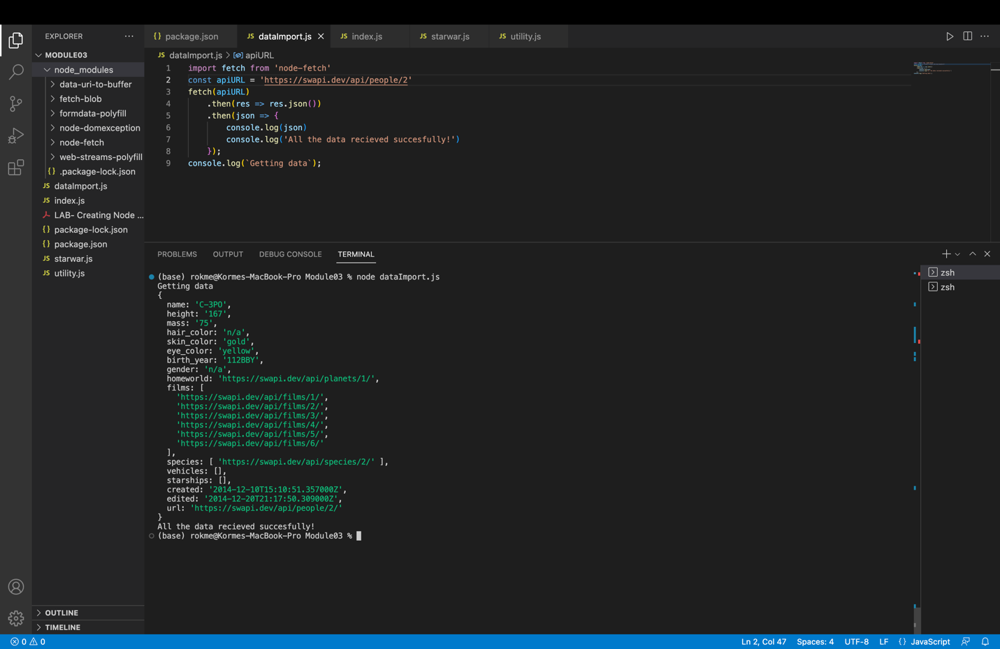 EXPLORER
MODULE03
node_modules
data-uri-to-buffer
fetch-blob
formdata-polyfill
node-domexception
node-fetch
web-streams-polyfill
{} .package-lock.json
JS dataImport.js
JS index.js
LAB- Creating Node ...
{} package-lock.json
{} package.json
JS starwar.js
JS utility.js
OUTLINE
TIMELINE
{} package.json JS dataImport.js JS index.js JS starwar.js JS utility.js
JS dataImport.js > apiURL
1 import fetch from 'node-fetch'
2 const apiURL = 'https://swapi.dev/api/people/2'
3 fetch(apiURL)
4 .then(res => res.json())
5 .then(json => {
6 console.log(json)
7 console.log('All the data recieved succesfully!')
8 });
9 console.log(`Getting data`);
PROBLEMS OUTPUT DEBUG CONSOLE TERMINAL
(base) rokme@Kormes-MacBook-Pro Module03 % node dataImport.js
Getting data
{
name: 'C-3PO',
height: '167',
mass: '75',
hair_color: 'n/a',
skin_color: 'gold',
eye_color: 'yellow',
birth_year: '112BBY',
gender: 'n/a',
homeworld: 'https://swapi.dev/api/planets/1/',
films: [
'https://swapi.dev/api/films/1/',
'https://swapi.dev/api/films/2/',
'https://swapi.dev/api/films/3/',
'https://swapi.dev/api/films/4/',
'https://swapi.dev/api/films/5/',
'https://swapi.dev/api/films/6/'
],
species: [ 'https://swapi.dev/api/species/2/' ],
vehicles: [],
starships: [],
created: '2014-12-10T15:10:51.357000Z',
edited: '2014-12-20T21:17:50.309000Z',
url: 'https://swapi.dev/api/people/2/'
}
All the data recieved succesfully!
(base) rokme@Kormes-MacBook-Pro Module03 %
zsh
zsh
0 0 Ln 2, Col 47 Spaces: 4 UTF-8 LF {} JavaScript